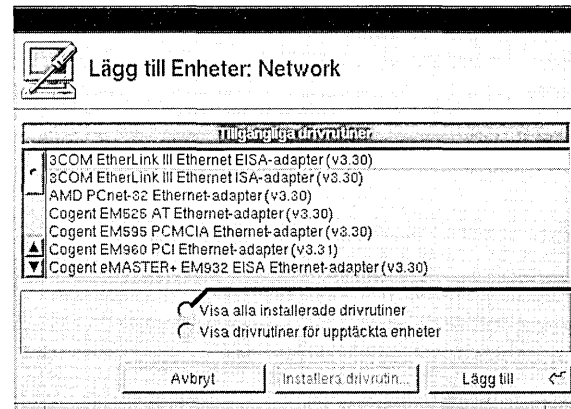 Lägg till Enheter: Network
Tillgängliga drivrutiner
3COM EtherLink III Ethernet EISA-adapter (v3.30)
3COM EtherLink III Ethernet ISA-adapter (v3.30)
AMD PCnet-32 Ethernet-adapter (v3.30)
Cogent EM525 AT Ethernet-adapter (v3.30)
Cogent EM595 PCMCIA Ethernet-adapter (v3.30)
Cogent EM960 PCI Ethernet-adapter (v3.31)
Cogent eMASTER+ EM932 EISA Ethernet-adapter (v3.30)
Visa alla installerade drivrutiner
Visa drivrutiner för upptäckta enheter
Avbryt
Installera drivrutin...
Lägg till